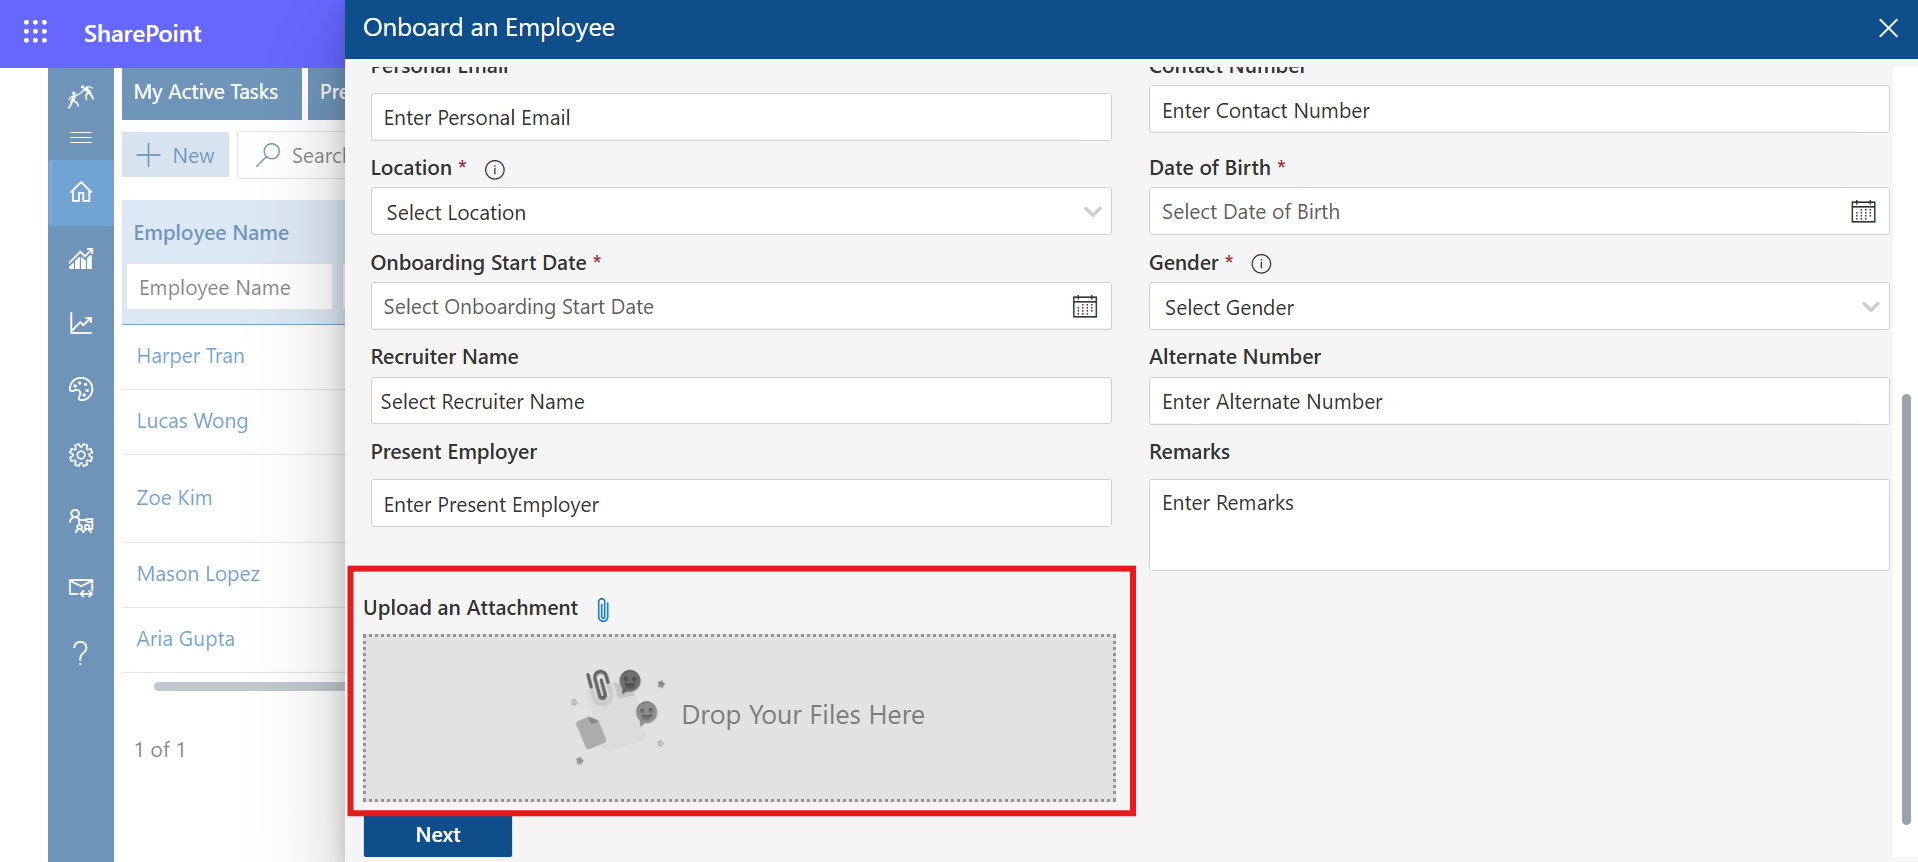 SharePoint
Onboard an Employee
My Active Tasks
Pre
New
Search
Employee Name
Employee Name
Harper Tran
Lucas Wong
Zoe Kim
Mason Lopez
Aria Gupta
1 of 1
Personal Email
Contact Number
Enter Personal Email
Enter Contact Number
Location *
Date of Birth *
Select Location
Select Date of Birth
Onboarding Start Date *
Gender *
Select Onboarding Start Date
Select Gender
Recruiter Name
Alternate Number
Select Recruiter Name
Enter Alternate Number
Present Employer
Remarks
Enter Present Employer
Enter Remarks
Upload an Attachment
Drop Your Files Here
Next